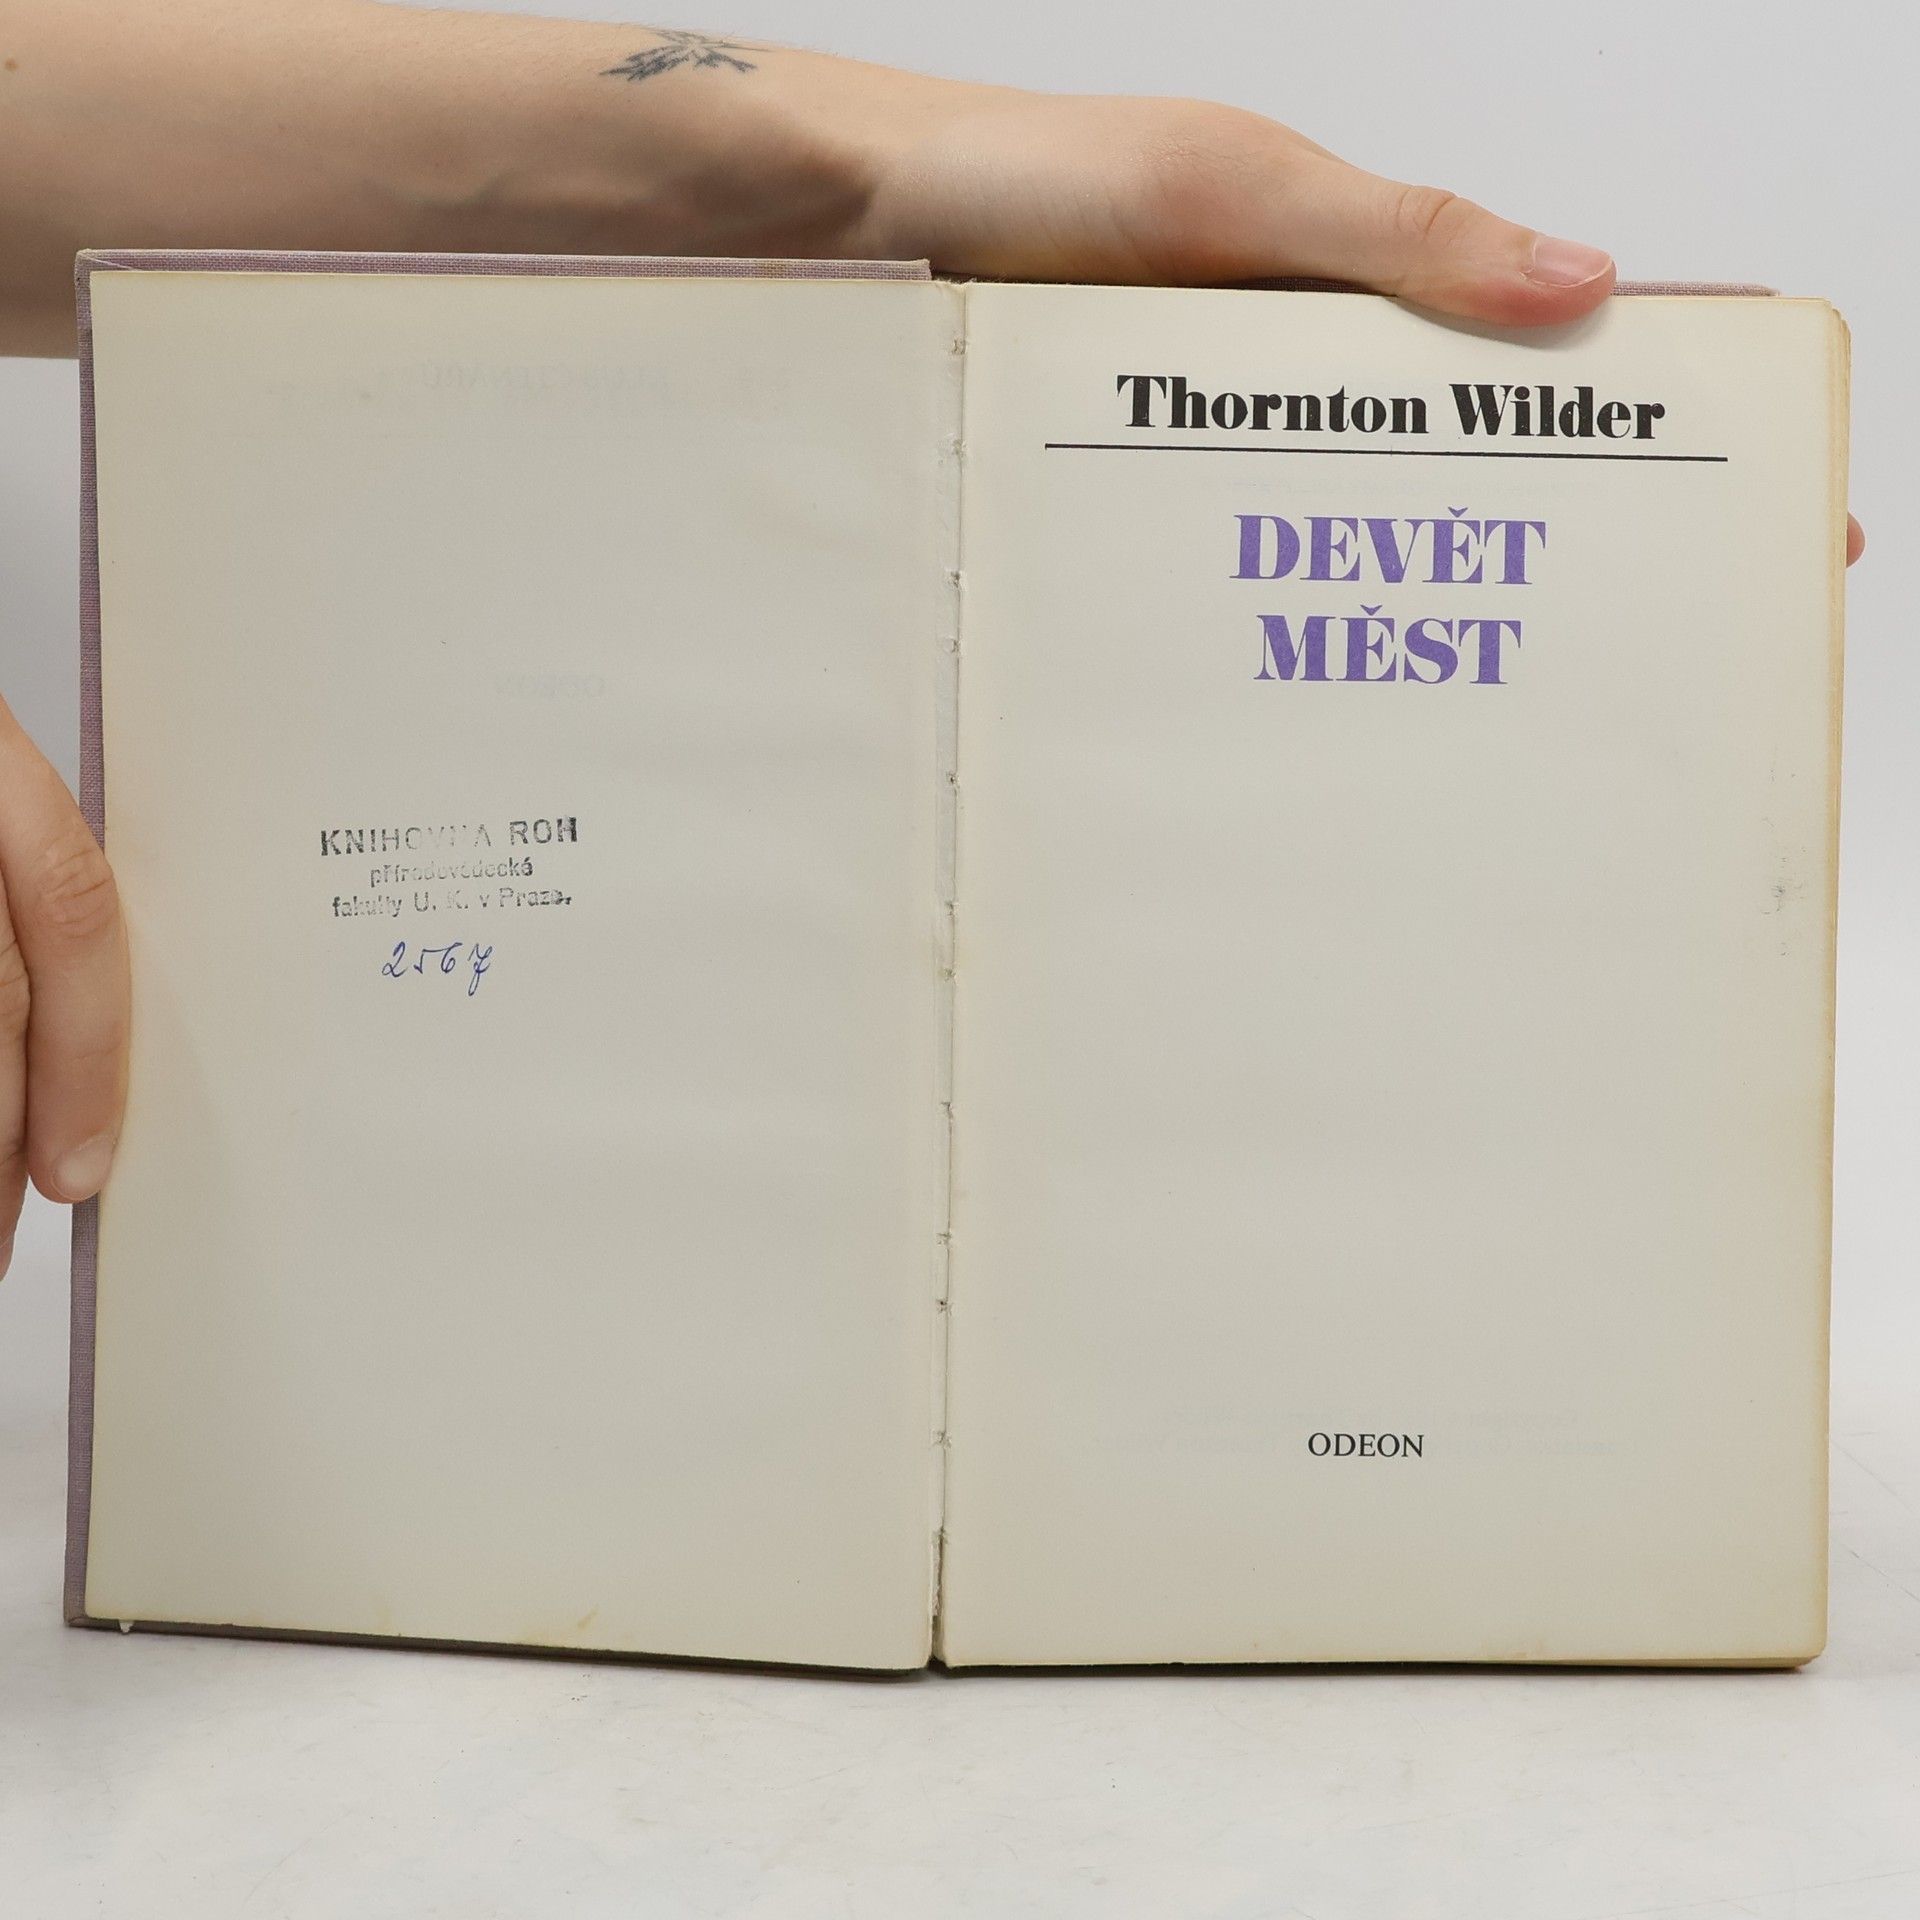 KNIHOVNA ROH
přírodovědecké
fakulty U. K. v Praze.
2567
Thornton Wilder
DEVĚT
MĚST
ODEON